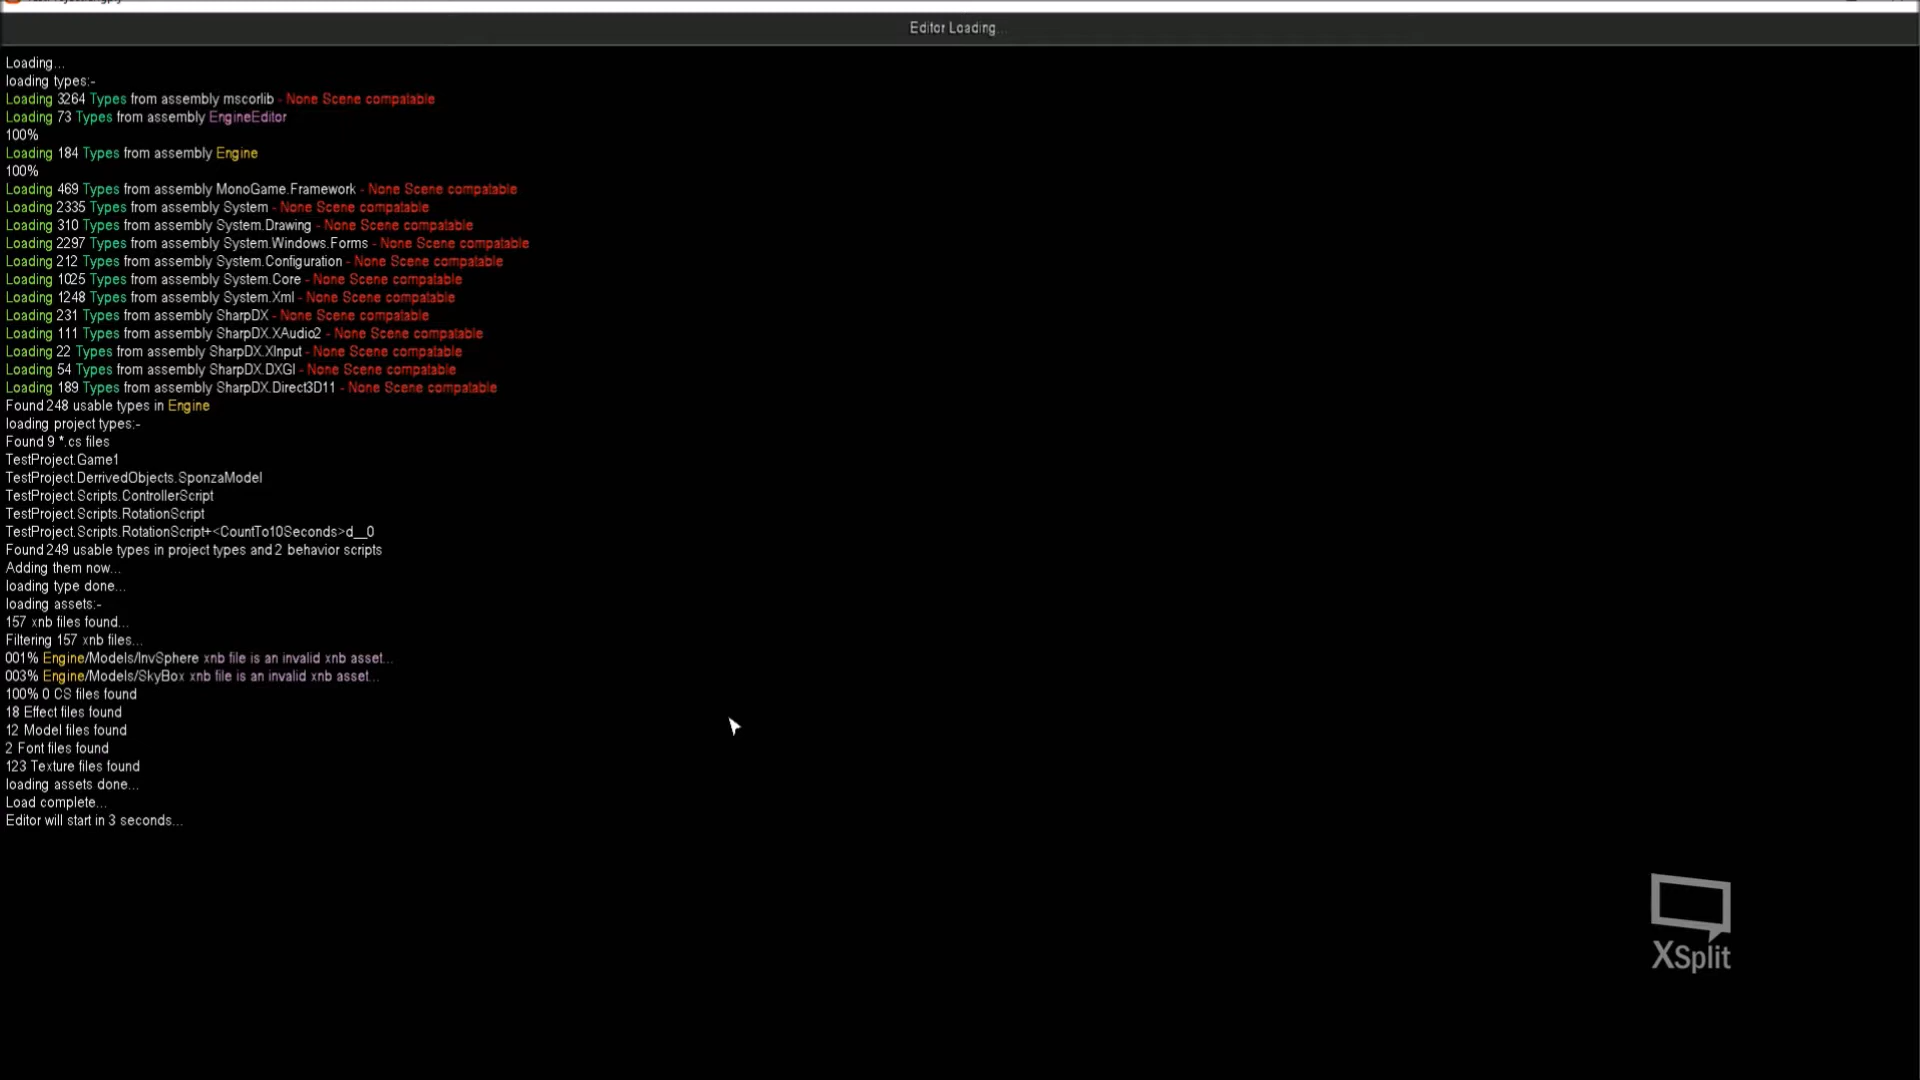 Editor Loading...
Loading...
loading types:-
Loading 3264 Types from assembly mscorlib - None Scene compatable
Loading 73 Types from assembly EngineEditor
100%
Loading 184 Types from assembly Engine
100%
Loading 469 Types from assembly MonoGame.Framework - None Scene compatable
Loading 2335 Types from assembly System - None Scene compatable
Loading 310 Types from assembly System.Drawing - None Scene compatable
Loading 2297 Types from assembly System.Windows.Forms - None Scene compatable
Loading 212 Types from assembly System.Configuration - None Scene compatable
Loading 1025 Types from assembly System.Core - None Scene compatable
Loading 1248 Types from assembly System.Xml - None Scene compatable
Loading 231 Types from assembly SharpDX - None Scene compatable
Loading 111 Types from assembly SharpDX.XAudio2 - None Scene compatable
Loading 22 Types from assembly SharpDX.XInput - None Scene compatable
Loading 54 Types from assembly SharpDX.DXGI - None Scene compatable
Loading 189 Types from assembly SharpDX.Direct3D11 - None Scene compatable
Found 248 usable types in Engine
loading project types:-
Found 9 *.cs files
TestProject.Game1
TestProject.DerrivedObjects.SponzaModel
TestProject.Scripts.ControllerScript
TestProject.Scripts.RotationScript
TestProject.Scripts.RotationScript+<CountTo10Seconds>d__0
Found 249 usable types in project types and 2 behavior scripts
Adding them now...
loading type done...
loading assets:-
157 xnb files found...
Filtering 157 xnb files...
001% Engine/Models/InvSphere xnb file is an invalid xnb asset...
003% Engine/Models/SkyBox xnb file is an invalid xnb asset...
100% 0 CS files found
18 Effect files found
12 Model files found
2 Font files found
123 Texture files found
loading assets done...
Load complete...
Editor will start in 3 seconds...
XSplit